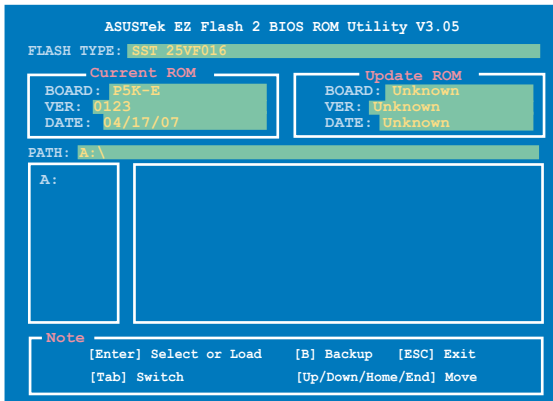 ASUSTek EZ Flash 2 BIOS ROM Utility V3.05
FLASH TYPE: SST 25VF016
Current ROM
BOARD: P5K-E
VER: 0123
DATE: 04/17/07
Update ROM
BOARD: Unknown
VER: Unknown
DATE: Unknown
PATH: A:\
A:
Note
[Enter] Select or Load [B] Backup [ESC] Exit
[Tab] Switch [Up/Down/Home/End] Move